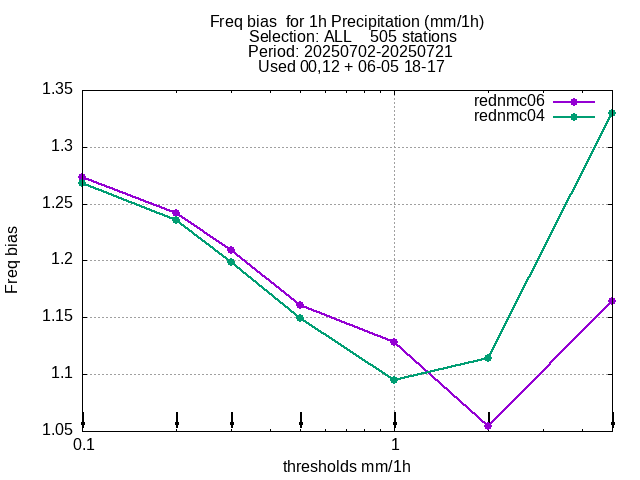 Freq bias  for 1h Precipitation (mm/1h)
Selection: ALL    505 stations
Period: 20250702-20250721
Used 00,12 + 06-05 18-17
rednmc06
rednmc04
1.35
1.3
1.25
1.2
1.15
1.1
1.05
Freq bias
0.1
1
thresholds mm/1h